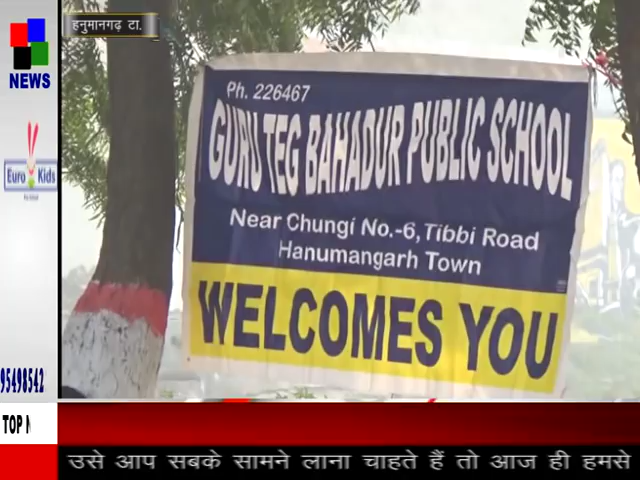 हनुमानगढ़ टा.
NEWS
Euro Kids
Ph. 226467
GURU TEG BAHADUR PUBLIC SCHOOL
Near Chungi No.-6, Tibbi Road
Hanumangarh Town
WELCOMES YOU
95498542
TOP
उसे आप सबके सामने लाना चाहते हैं तो आज ही हमसे